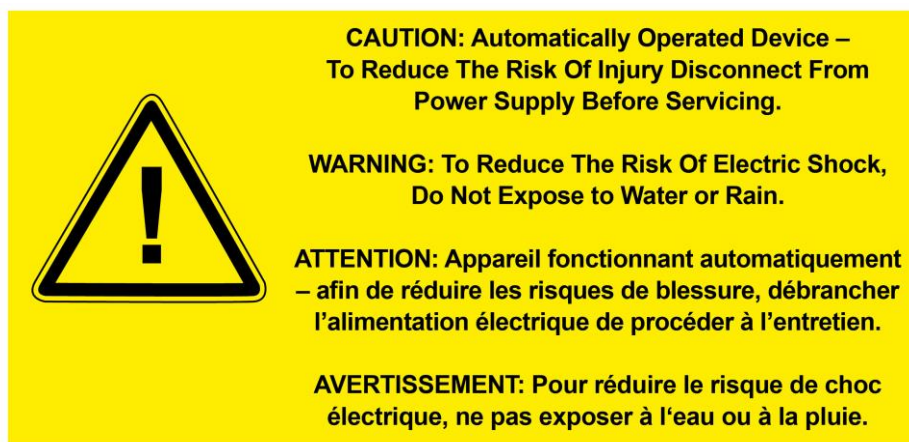 CAUTION: Automatically Operated Device –
To Reduce The Risk Of Injury Disconnect From
Power Supply Before Servicing.
WARNING: To Reduce The Risk Of Electric Shock,
Do Not Expose to Water or Rain.
ATTENTION: Appareil fonctionnant automatiquement
– afin de réduire les risques de blessure, débrancher
l’alimentation électrique de procéder à l’entretien.
AVERTISSEMENT: Pour réduire le risque de choc
électrique, ne pas exposer à l‘eau ou à la pluie.